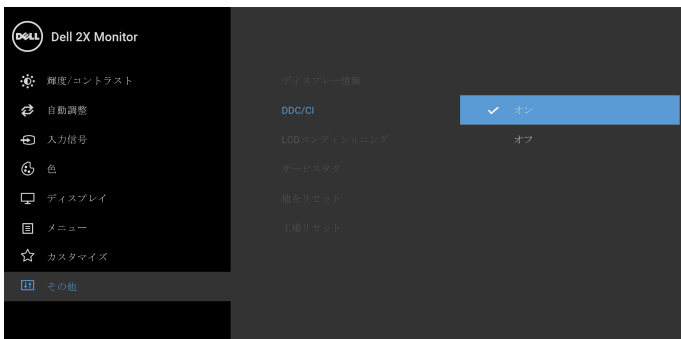 DELL
Dell 2X Monitor
輝度/コントラスト
自動調整
入力信号
色
ディスプレイ
メニュー
カスタマイズ
その他
ディスプレー情報
DDC/CI
LCDコンディショニング
サービスタグ
他をリセット
工場リセット
オン
オフ